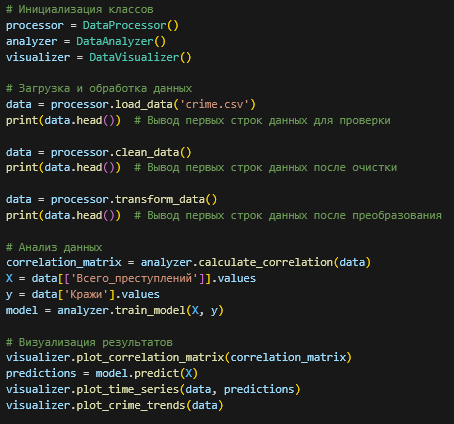 # Инициализация классов
processor = DataProcessor()
analyzer = DataAnalyzer()
visualizer = DataVisualizer()
# Загрузка и обработка данных
data = processor.load_data('crime.csv')
print(data.head())  # Вывод первых строк данных для проверки
data = processor.clean_data()
print(data.head())  # Вывод первых строк данных после очистки
data = processor.transform_data()
print(data.head())  # Вывод первых строк данных после преобразования
# Анализ данных
correlation_matrix = analyzer.calculate_correlation(data)
X = data[['Всего_преступлений']].values
y = data['Кражи'].values
model = analyzer.train_model(X, y)
# Визуализация результатов
visualizer.plot_correlation_matrix(correlation_matrix)
predictions = model.predict(X)
visualizer.plot_time_series(data, predictions)
visualizer.plot_crime_trends(data)